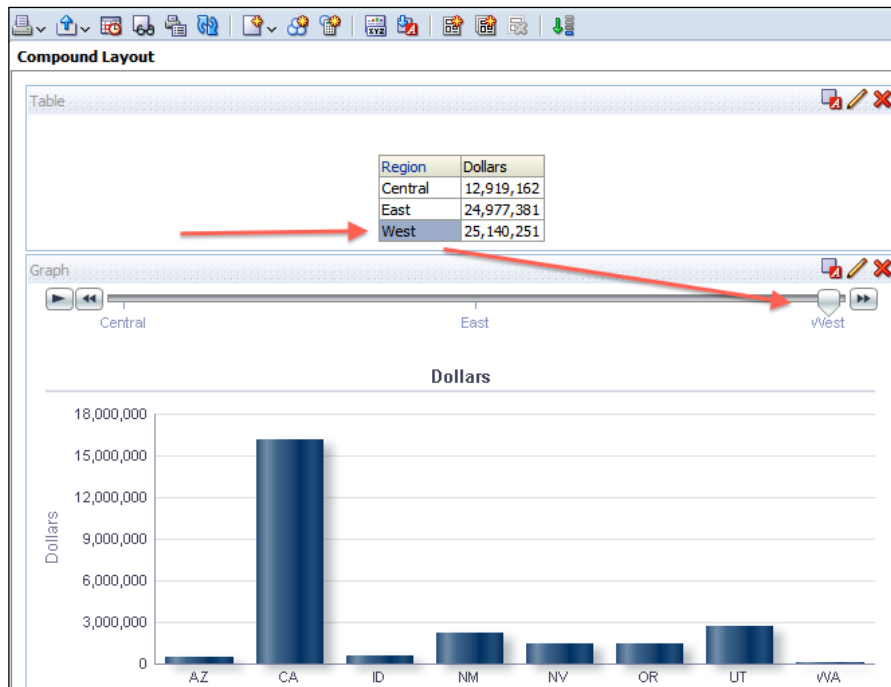 Compound Layout
Table
Region Dollars
Central 12,919,162
East 24,977,381
West 25,140,251
Graph
Central East West
Dollars
18,000,000
15,000,000
12,000,000
9,000,000
6,000,000
3,000,000
0
Dollars
AZ CA ID NM NV OR UT WA